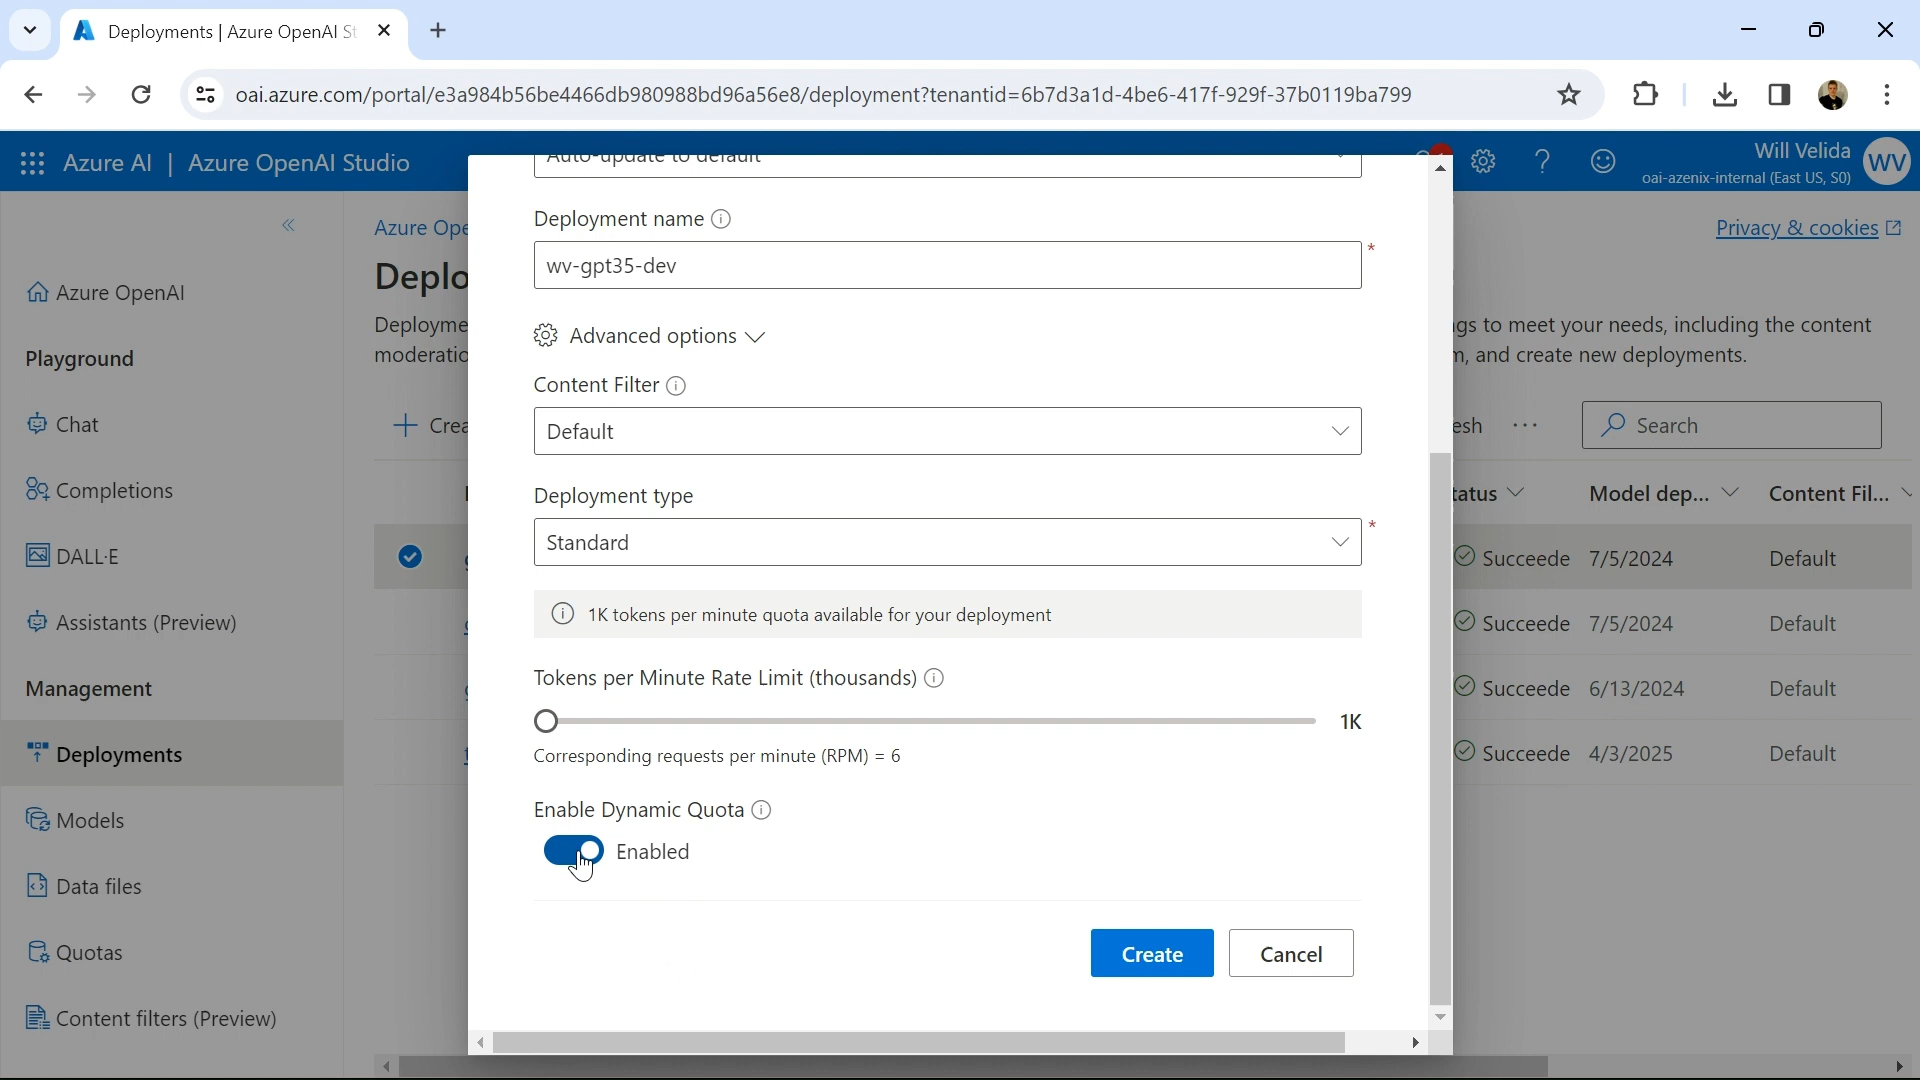 Deployments | Azure OpenAI St
oai.azure.com/portal/e3a984b56be4466db980988bd96a56e8/deployment?tenantid=6b7d3a1d-4be6-417f-929f-37b0119ba799
Azure AI | Azure OpenAI Studio
Will Velida
oai-azenix-internal (East US, S0)
WV
Azure Ope
Privacy & cookies
Deplo
Deployme
gs to meet your needs, including the content
moderatio
n, and create new deployments.
Crea
esh
Search
tatus
Model dep...
Content Fil...
Succeede 7/5/2024 Default
Succeede 7/5/2024 Default
Succeede 6/13/2024 Default
Succeede 4/3/2025 Default
Azure OpenAI
Playground
Chat
Completions
DALL·E
Assistants (Preview)
Management
Deployments
Models
Data files
Quotas
Content filters (Preview)
Auto-update to default
Deployment name
*
wv-gpt35-dev
Advanced options
Content Filter
Default
Deployment type
*
Standard
1K tokens per minute quota available for your deployment
Tokens per Minute Rate Limit (thousands)
1K
Corresponding requests per minute (RPM) = 6
Enable Dynamic Quota
Enabled
Create
Cancel